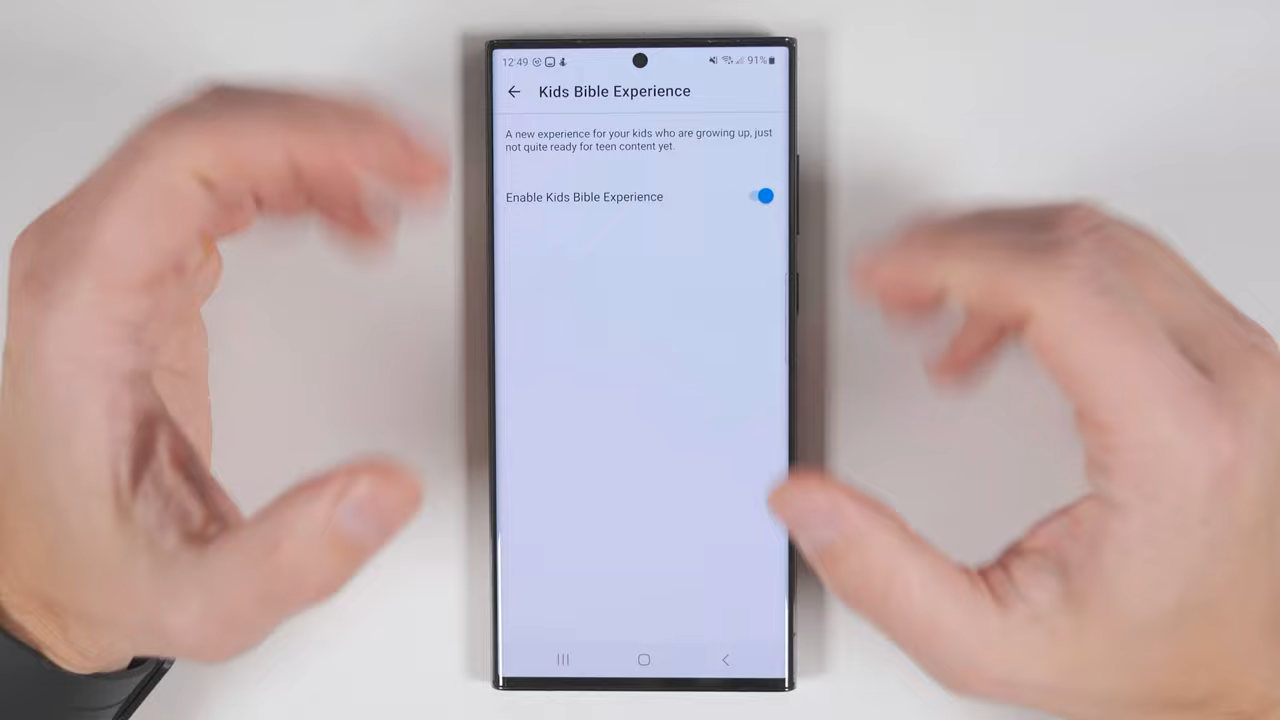 12:49 91%
Kids Bible Experience
A new experience for your kids who are growing up, just
not quite ready for teen content yet.
Enable Kids Bible Experience